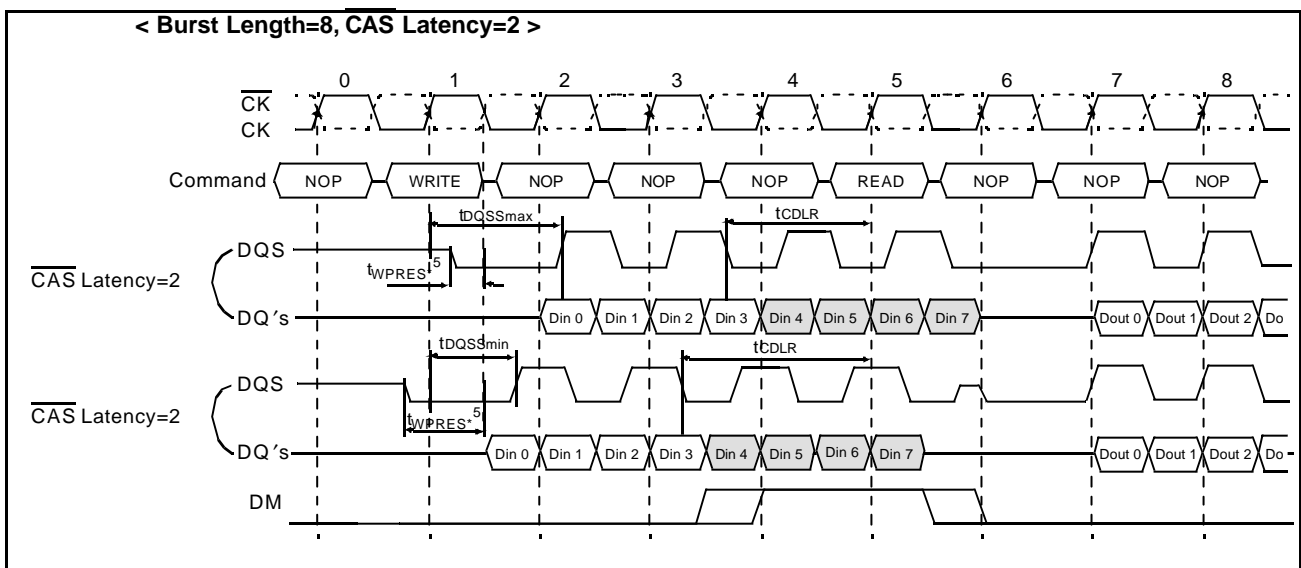 < Burst Length=8, CAS Latency=2 >
0 1 2 3 4 5 6 7 8
CK
CK
Command NOP WRITE NOP NOP NOP READ NOP NOP NOP
tDQSSmax tCDLR
DQS
tWPRES*5
CAS Latency=2
DQ's Din 0 Din 1 Din 2 Din 3 Din 4 Din 5 Din 6 Din 7 Dout 0 Dout 1 Dout 2 Do
tDQSSmin tCDLR
DQS
CAS Latency=2
tWPRES*5
DQ's Din 0 Din 1 Din 2 Din 3 Din 4 Din 5 Din 6 Din 7 Dout 0 Dout 1 Dout 2 Do
DM